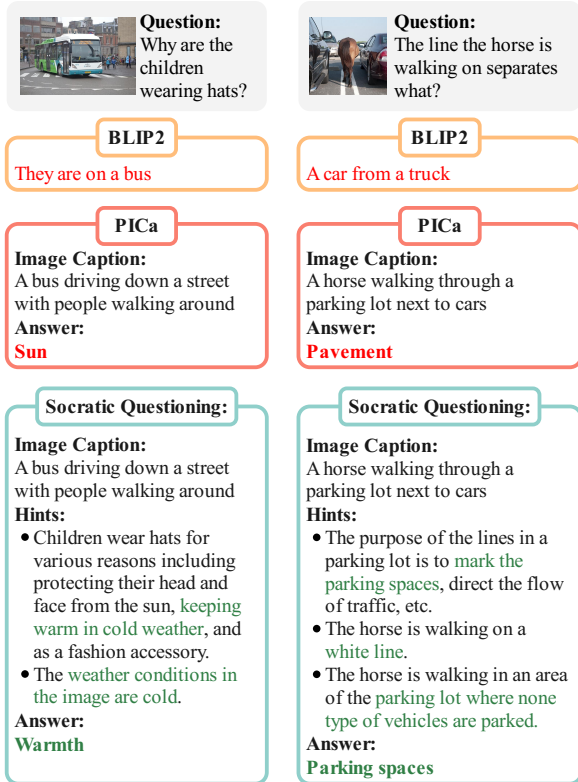 Question:
Why are the
children
wearing hats?
BLIP2
They are on a bus
PICa
Image Caption:
A bus driving down a street
with people walking around
Answer:
Sun
Socratic Questioning:
Image Caption:
A bus driving down a street
with people walking around
Hints:
• Children wear hats for
various reasons including
protecting their head and
face from the sun, keeping
warm in cold weather, and
as a fashion accessory.
• The weather conditions
in the image are cold.
Answer:
Warmth
Question:
The line the horse is
walking on separates
what?
BLIP2
A car from a truck
PICa
Image Caption:
A horse walking through a
parking lot next to cars
Answer:
Pavement
Socratic Questioning:
Image Caption:
A horse walking through a
parking lot next to cars
Hints:
• The purpose of the lines in a
parking lot is to mark the
parking spaces, direct the flow
of traffic, etc.
• The horse is walking on a
white line.
• The horse is walking in an area
of the parking lot where none
type of vehicles are parked.
Answer:
Parking spaces